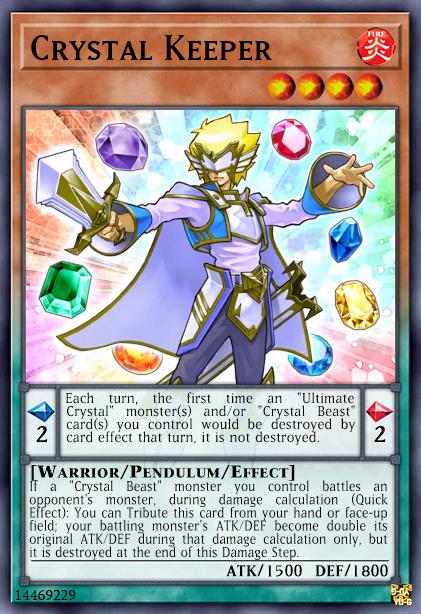 CRYSTAL KEEPER
FIRE
炎
Each turn, the first time an "Ultimate
Crystal" monster(s) and/or "Crystal Beast"
card(s) you control would be destroyed by
card effect that turn, it is not destroyed.
2
2
[WARRIOR/PENDULUM/EFFECT]
If a "Crystal Beast" monster you control battles an
opponent's monster, during damage calculation (Quick
Effect): You can Tribute this card from your hand or face-up
field; your battling monster's ATK/DEF become double its
original ATK/DEF during that damage calculation only, but
it is destroyed at the end of this Damage Step.
ATK/1500 DEF/1800
14469229